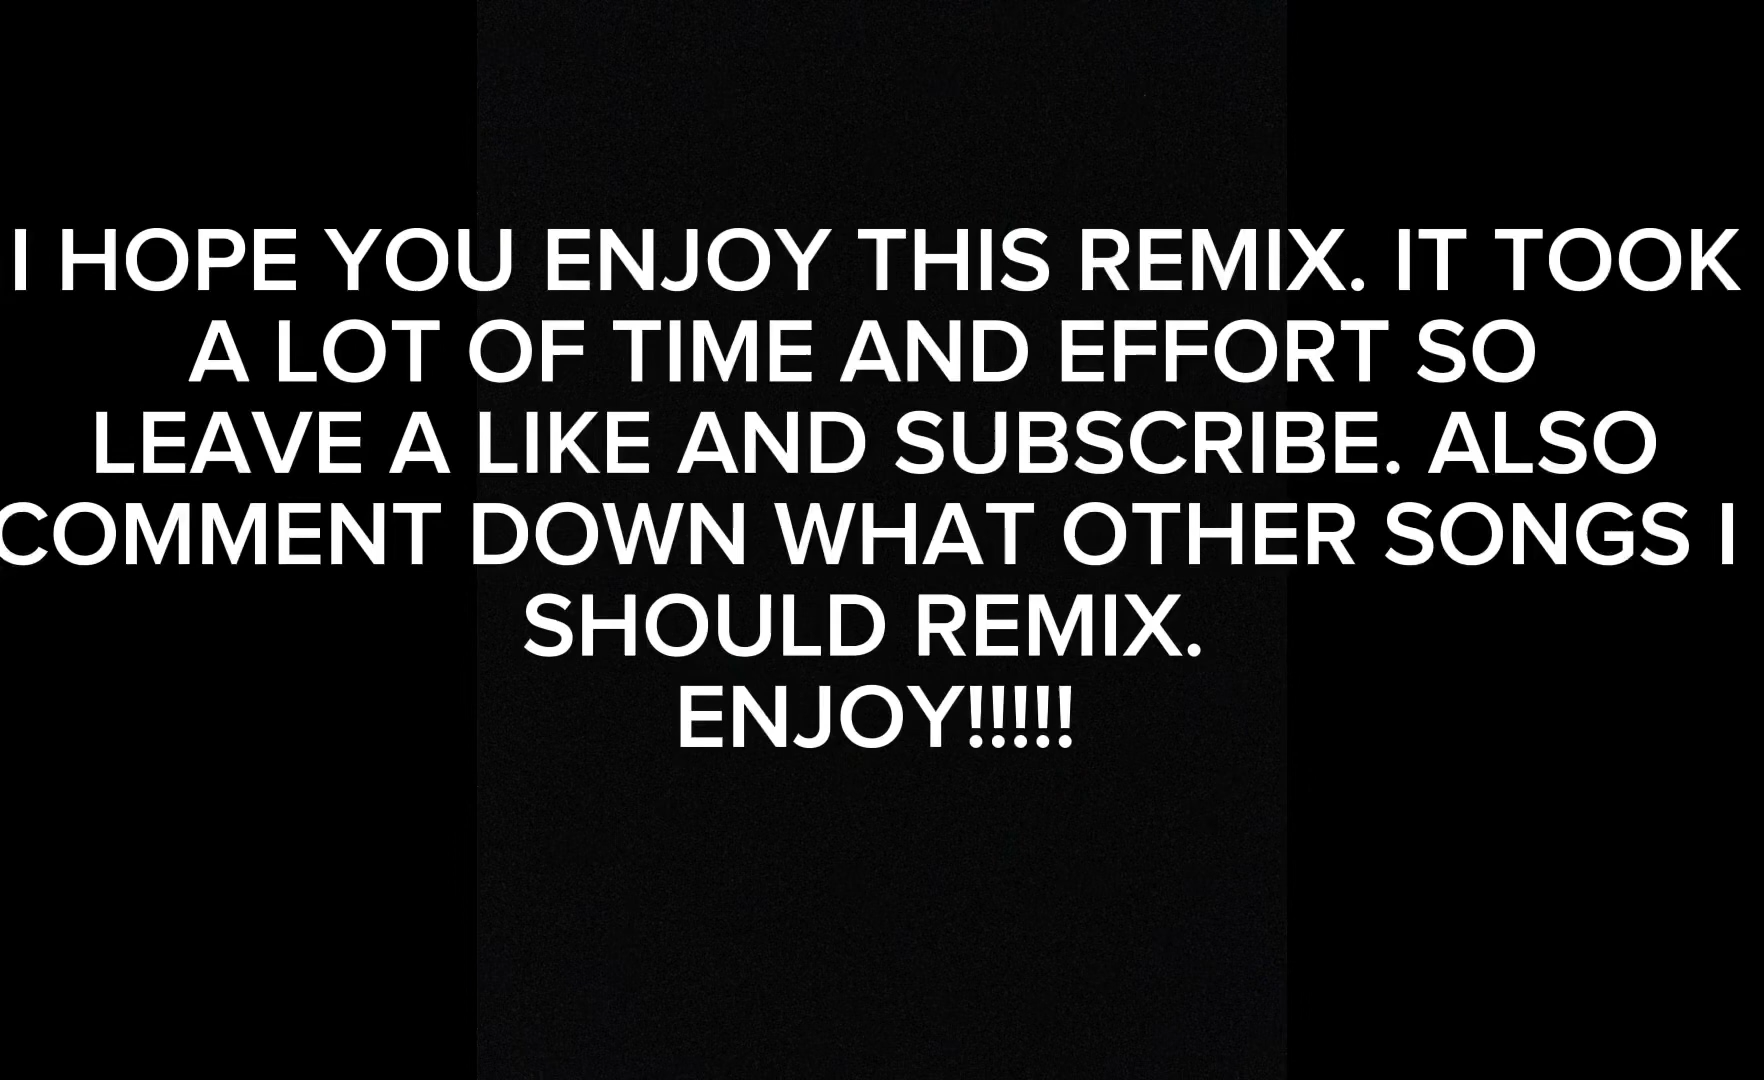 I HOPE YOU ENJOY THIS REMIX. IT TOOK
A LOT OF TIME AND EFFORT SO
LEAVE A LIKE AND SUBSCRIBE. ALSO
COMMENT DOWN WHAT OTHER SONGS I
SHOULD REMIX.
ENJOY!!!!!